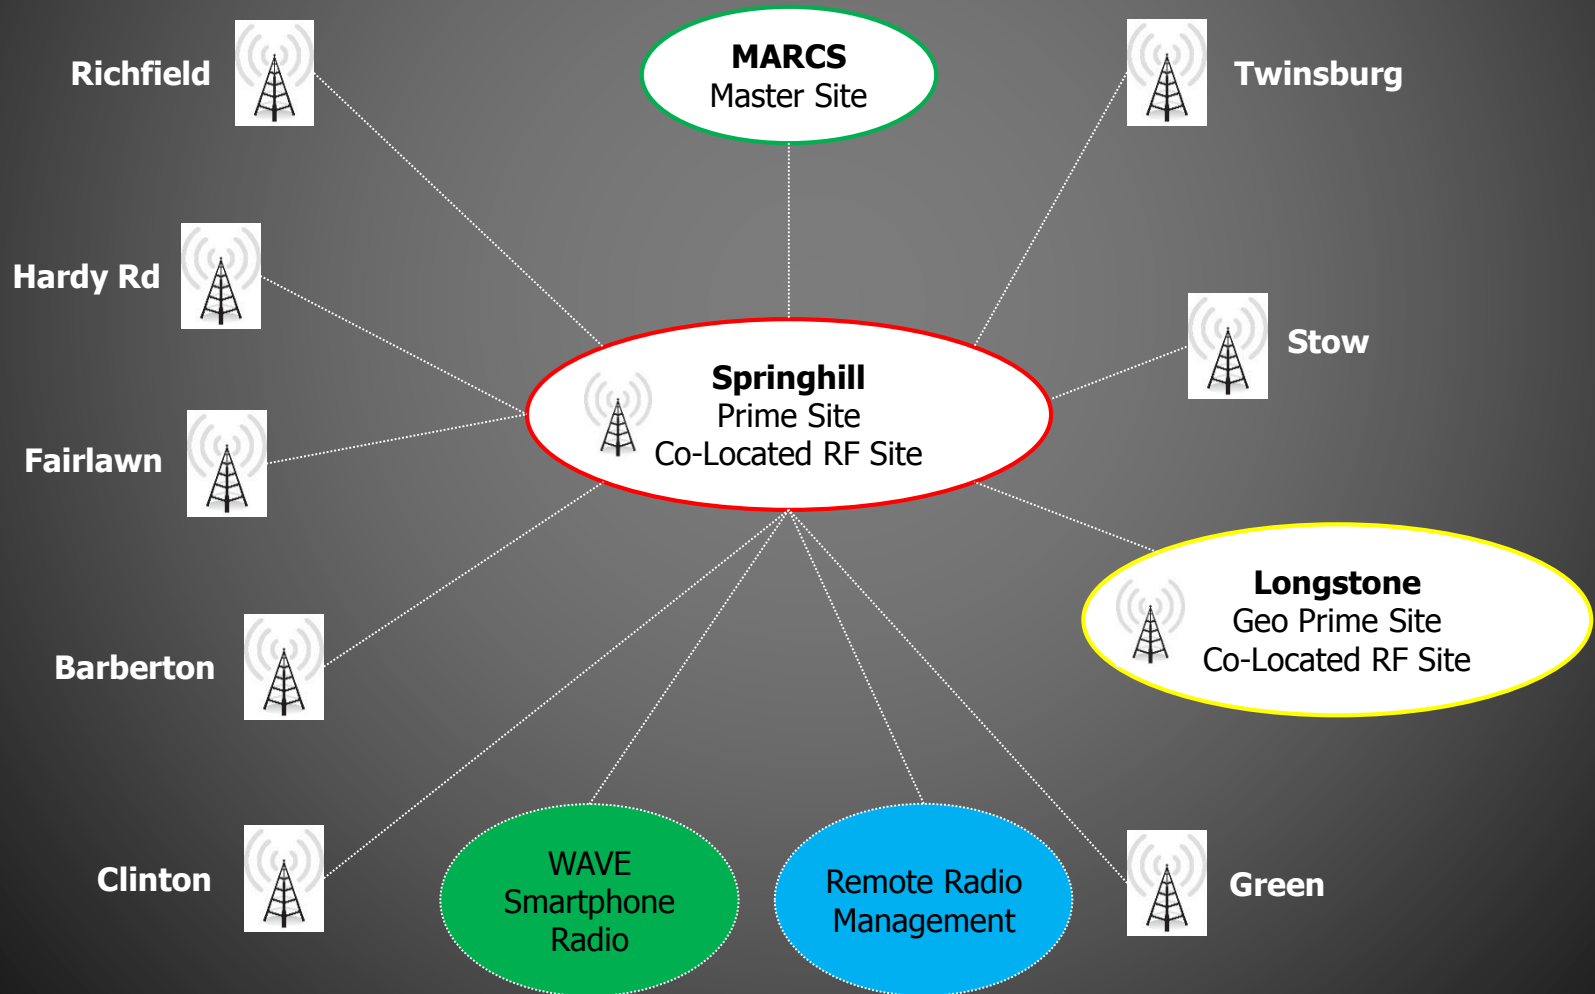 Richfield
MARCS
Master Site
Twinsburg
Hardy Rd
Stow
Springhill
Prime Site
Co-Located RF Site
Fairlawn
Longstone
Geo Prime Site
Co-Located RF Site
Barberton
Clinton
WAVE
Smartphone
Radio
Remote Radio
Management
Green